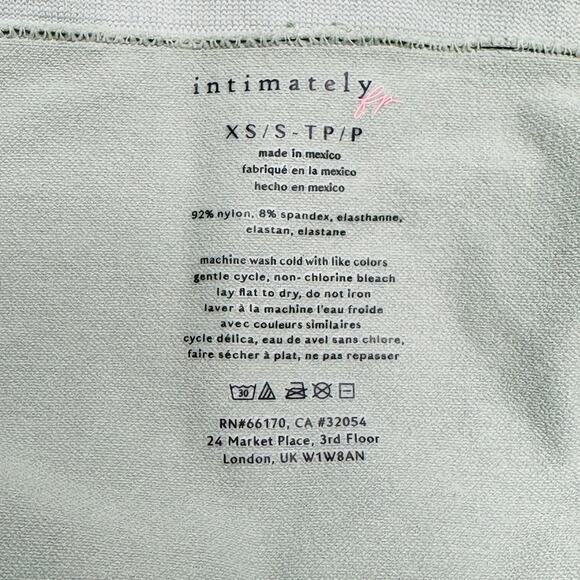 intimately fp
XS/S-TP/P
made in mexico
fabriqué en la mexico
hecho en mexico
92% nylon, 8% spandex, elasthanne,
elastan, elastane
machine wash cold with like colors
gentle cycle, non- chlorine bleach
lay flat to dry, do not iron
laver à la machine l'eau froide
avec couleurs similaires
cycle délica, eau de avel sans chlore,
faire sécher à plat, ne pas repasser
30
RN#66170, CA #32054
24 Market Place, 3rd Floor
London, UK W1W8AN